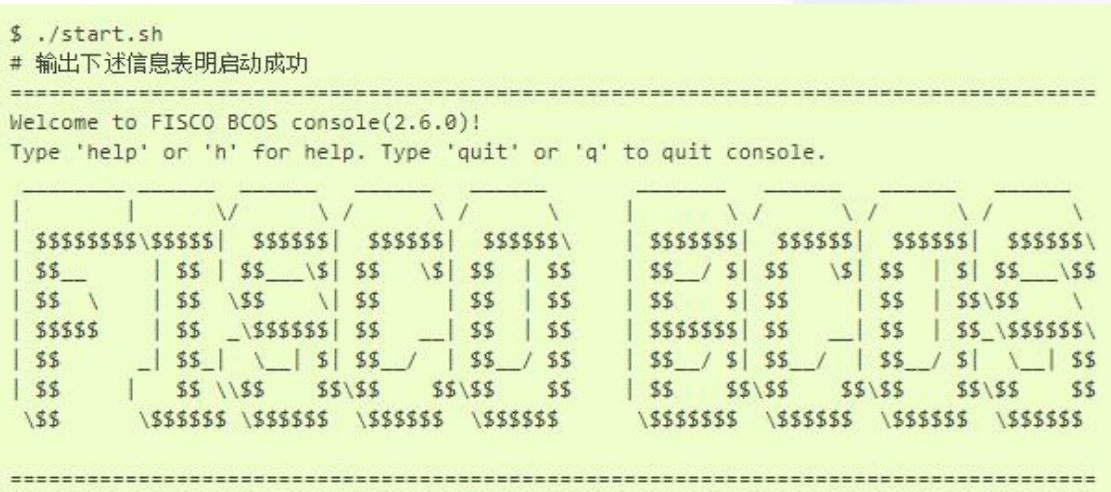 $ ./start.sh
# 输出下述信息表明启动成功
=====================================================================================
Welcome to FISCO BCOS console(2.6.0)!
Type 'help' or 'h' for help. Type 'quit' or 'q' to quit console.
 ________ ______  ______   ______   ______       _______   ______   ______   ______
|        |      \/      \ /      \ /      \     |       \ /      \ /      \ /      \
| $$$$$$$$\$$$$$|  $$$$$$|  $$$$$$|  $$$$$$\    | $$$$$$$|  $$$$$$|  $$$$$$|  $$$$$$\
| $$__     | $$ | $$___\$| $$   \$| $$  | $$    | $$__/ $| $$   \$| $$  | $| $$___\$$
| $$  \    | $$  \$$    \| $$     | $$  | $$    | $$    $| $$     | $$  | $$\$$    \
| $$$$$    | $$  _\$$$$$$| $$   __| $$  | $$    | $$$$$$$| $$   __| $$  | $$_\$$$$$$\
| $$      _| $$_|  \__| $| $$__/  | $$__/ $$    | $$__/ $| $$__/  | $$__/ $|  \__| $$
| $$     |   $$ \\$$    $$\$$    $$\$$    $$    | $$    $$\$$    $$\$$    $$\$$    $$
 \$$      \$$$$$$ \$$$$$$  \$$$$$$  \$$$$$$      \$$$$$$$  \$$$$$$  \$$$$$$  \$$$$$$
=====================================================================================